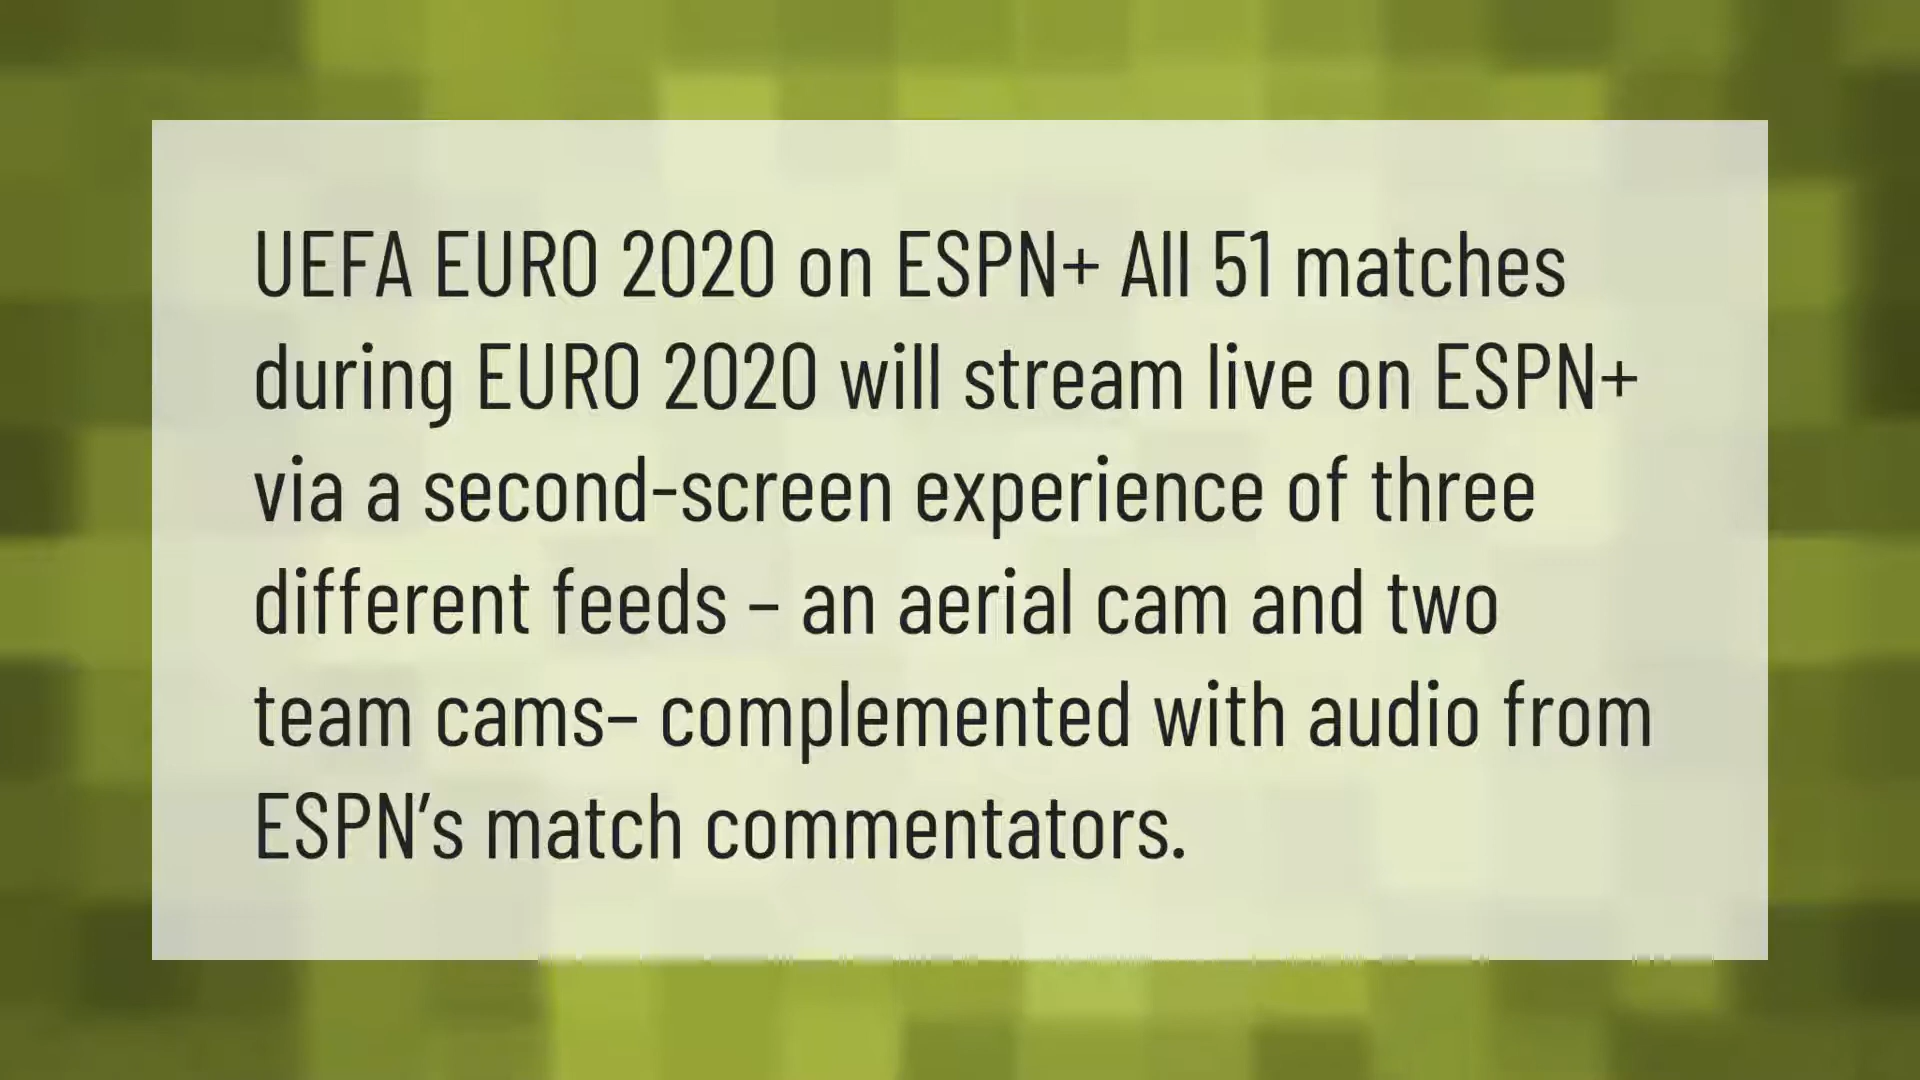 UEFA EURO 2020 on ESPN+ All 51 matches
during EURO 2020 will stream live on ESPN+
via a second-screen experience of three
different feeds – an aerial cam and two
team cams– complemented with audio from
ESPN’s match commentators.